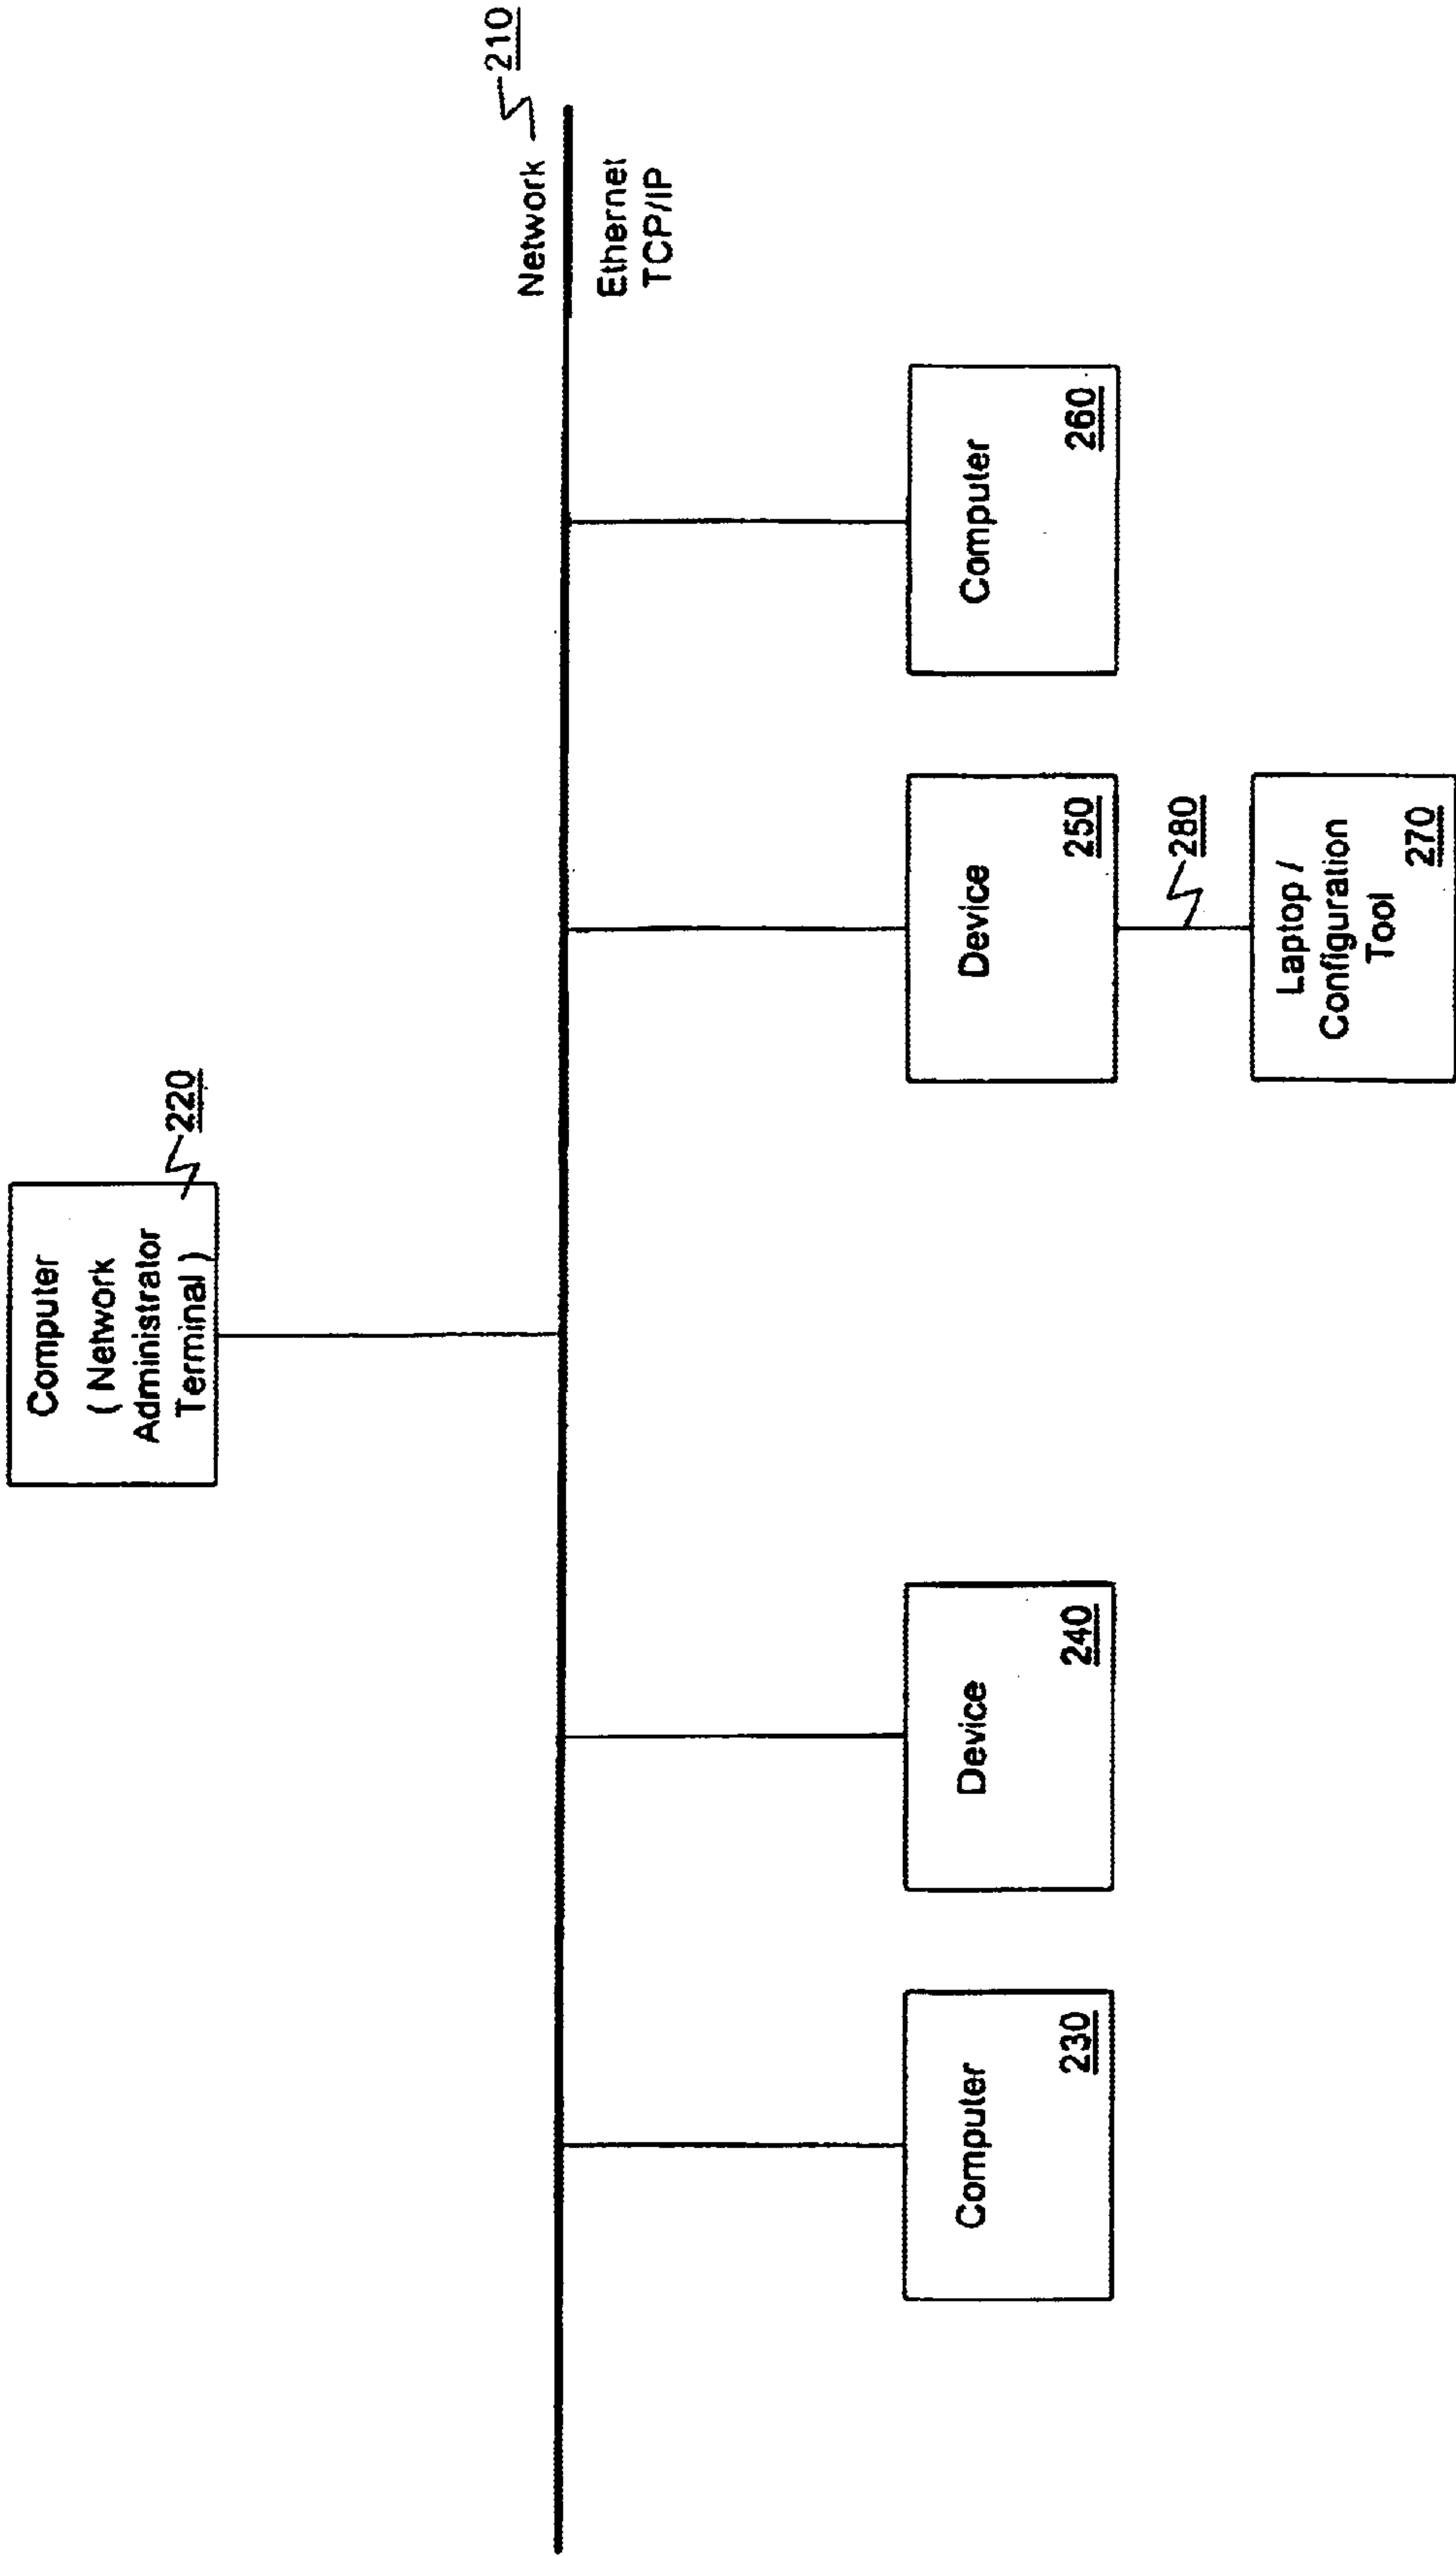 Computer
( Network
Administrator
Terminal )
220
Network
210
Ethernet
TCP/IP
Computer
230
Device
240
Device
250
Computer
260
280
Laptop /
Configuration
Tool
270